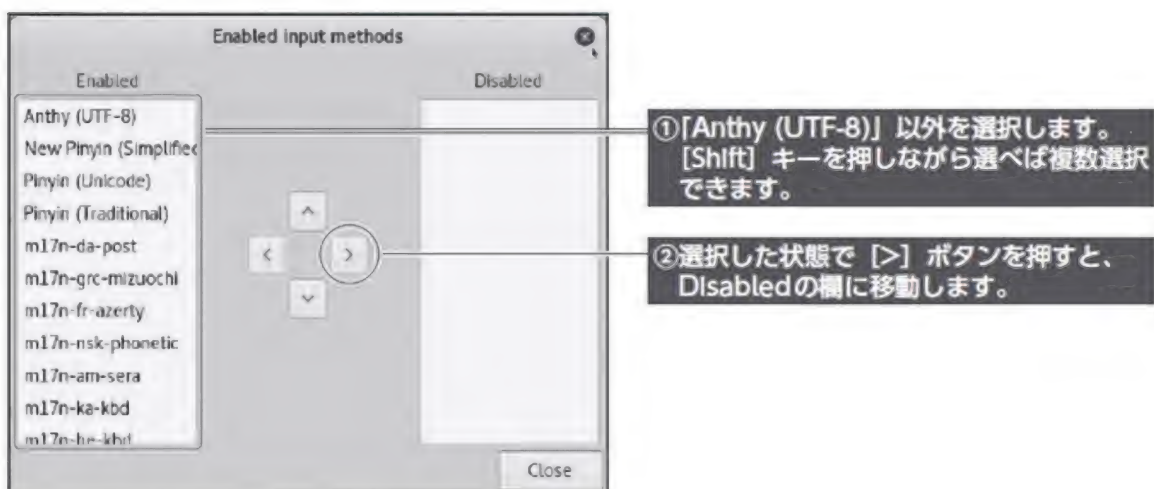 Enabled input methods
Enabled
Disabled
Anthy (UTF-8)
New Pinyin (Simplified
Pinyin (Unicode)
Pinyin (Traditional)
m17n-da-post
m17n-grc-mizuochi
m17n-fr-azerty
m17n-nsk-phonetic
m17n-am-sera
m17n-ka-kbd
m17n-he-kbd
Close
①「Anthy (UTF-8)」以外を選択します。
[Shift] キーを押しながら選べば複数選択
できます。
②選択した状態で [>] ボタンを押すと、
Disabledの欄に移動します。